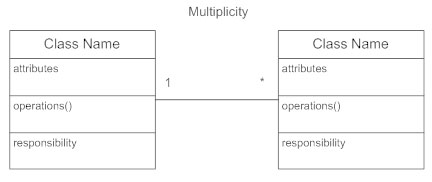 Multiplicity
Class Name
attributes
operations()
responsibility
1
*
Class Name
attributes
operations()
responsibility